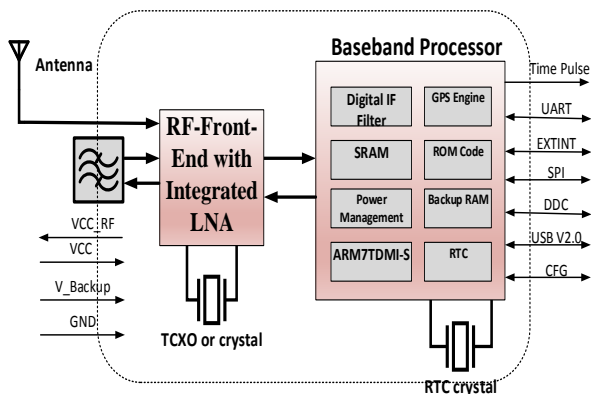 Antenna
Baseband Processor
Time Pulse
UART
EXTINT
SPI
DDC
USB V2.0
CFG
RF-Front-
End with
Integrated
LNA
Digital IF
Filter
GPS Engine
SRAM
ROM Code
Power
Management
Backup RAM
ARM7TDMI-S
RTC
VCC_RF
VCC
V_Backup
GND
TCXO or crystal
RTC crystal